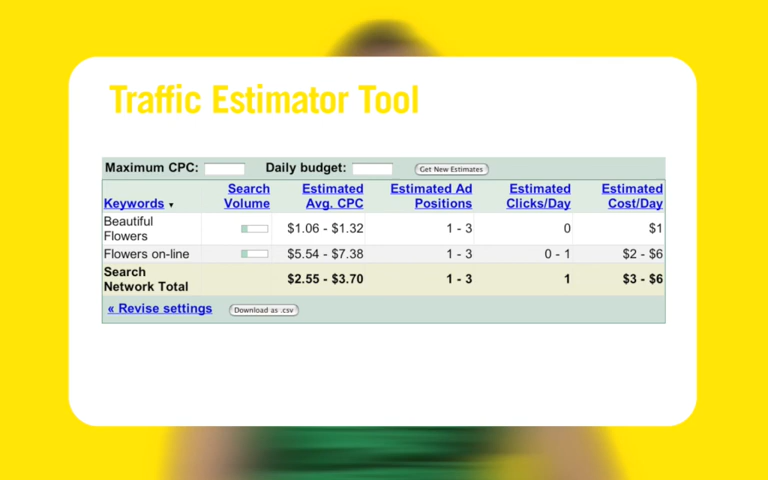 Traffic Estimator Tool
Maximum CPC: Daily budget: Get New Estimates
Keywords ▼ Search Volume Estimated Avg. CPC Estimated Ad Positions Estimated Clicks/Day Estimated Cost/Day
Beautiful Flowers $1.06 - $1.32 1 - 3 0 $1
Flowers on-line $5.54 - $7.38 1 - 3 0 - 1 $2 - $6
Search Network Total $2.55 - $3.70 1 - 3 1 $3 - $6
« Revise settings Download as .csv